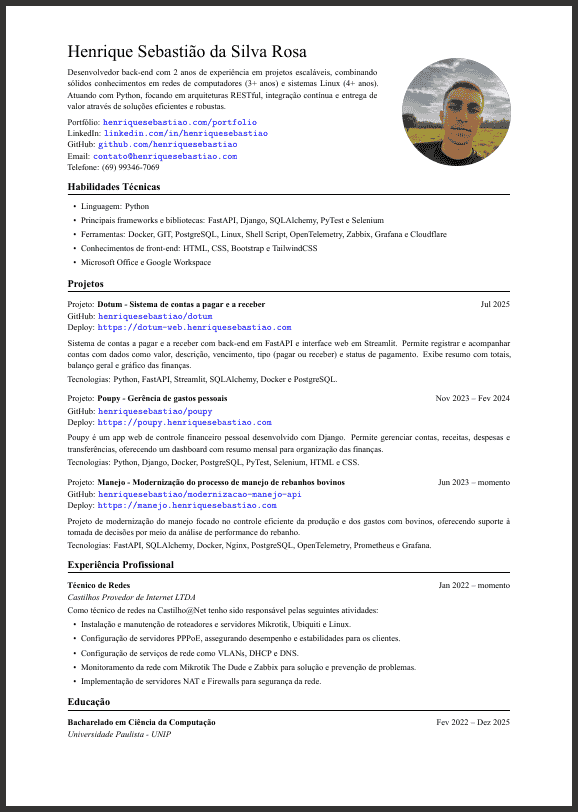 Henrique Sebastião da Silva Rosa
Desenvolvedor back-end com 2 anos de experiência em projetos escaláveis, combinando
sólidos conhecimentos em redes de computadores (3+ anos) e sistemas Linux (4+ anos).
Atuando com Python, focando em arquiteturas RESTful, integração contínua e entrega de
valor através de soluções eficientes e robustas.
Portfólio: henriquesebastiao.com/portfolio
LinkedIn: linkedin.com/in/henriquesebastiao
GitHub: github.com/henriquesebastiao
Email: contato@henriquesebastiao.com
Telefone: (69) 99346-7069
Habilidades Técnicas
• Linguagem: Python
• Principais frameworks e bibliotecas: FastAPI, Django, SQLAlchemy, PyTest e Selenium
• Ferramentas: Docker, GIT, PostgreSQL, Linux, Shell Script, OpenTelemetry, Zabbix, Grafana e Cloudflare
• Conhecimentos de front-end: HTML, CSS, Bootstrap e TailwindCSS
• Microsoft Office e Google Workspace
Projetos
Projeto: Dotum - Sistema de contas a pagar e a receber Jul 2025
GitHub: henriquesebastiao/dotum
Deploy: https://dotum-web.henriquesebastiao.com
Sistema de contas a pagar e a receber com back-end em FastAPI e interface web em Streamlit. Permite registrar e acompanhar
contas com dados como valor, descrição, vencimento, tipo (pagar ou receber) e status de pagamento. Exibe resumo com totais,
balanço geral e gráfico das finanças.
Tecnologias: Python, FastAPI, Streamlit, SQLAlchemy, Docker e PostgreSQL.
Projeto: Poupy - Gerência de gastos pessoais Nov 2023 – Fev 2024
GitHub: henriquesebastiao/poupy
Deploy: https://poupy.henriquesebastiao.com
Poupy é um app web de controle financeiro pessoal desenvolvido com Django. Permite gerenciar contas, receitas, despesas e
transferências, oferecendo um dashboard com resumo mensal para organização das finanças.
Tecnologias: Python, Django, Docker, PostgreSQL, PyTest, Selenium, HTML e CSS.
Projeto: Manejo - Modernização do processo de manejo de rebanhos bovinos Jun 2023 – momento
GitHub: henriquesebastiao/modernizacao-manejo-api
Deploy: https://manejo.henriquesebastiao.com
Projeto de modernização do manejo focado no controle eficiente da produção e dos gastos com bovinos, oferecendo suporte à
tomada de decisões por meio da análise de performance do rebanho.
Tecnologias: FastAPI, SQLAlchemy, Docker, Nginx, PostgreSQL, OpenTelemetry, Prometheus e Grafana.
Experiência Profissional
Técnico de Redes Jan 2022 – momento
Castilhos Provedor de Internet LTDA
Como técnico de redes na Castilho@Net tenho sido responsável pelas seguintes atividades:
• Instalação e manutenção de roteadores e servidores Mikrotik, Ubiquiti e Linux.
• Configuração de servidores PPPoE, assegurando desempenho e estabilidades para os clientes.
• Configuração de serviços de rede como VLANs, DHCP e DNS.
• Monitoramento da rede com Mikrotik The Dude e Zabbix para solução e prevenção de problemas.
• Implementação de servidores NAT e Firewalls para segurança da rede.
Educação
Bacharelado em Ciência da Computação Fev 2022 – Dez 2025
Universidade Paulista - UNIP